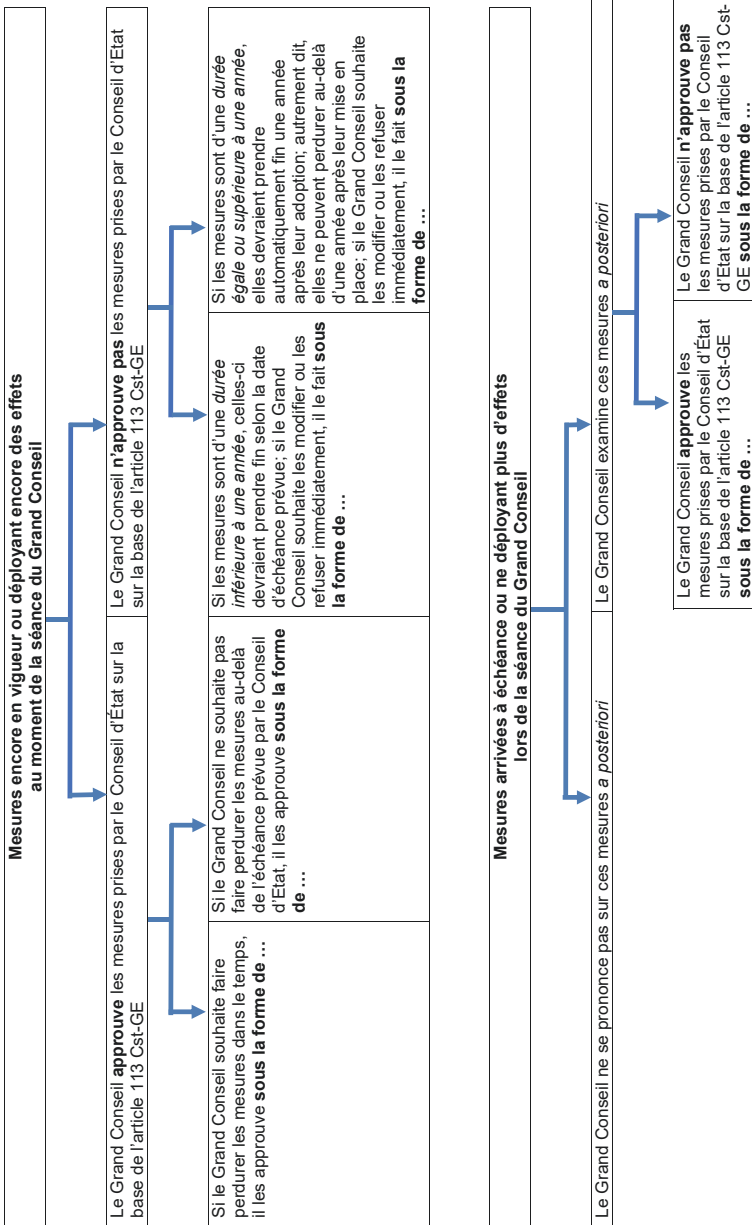 Mesures encore en vigueur ou déployant encore des effets
au moment de la séance du Grand Conseil
Le Grand Conseil approuve les mesures prises par le Conseil d'État sur la
base de l'article 113 Cst-GE
Le Grand Conseil n'approuve pas les mesures prises par le Conseil d'Etat
sur la base de l'article 113 Cst-GE
Si le Grand Conseil souhaite faire
perdurer les mesures dans le temps,
il les approuve sous la forme de …
Si le Grand Conseil ne souhaite pas
faire perdurer les mesures au-delà
de l'échéance prévue par le Conseil
d'Etat, il les approuve sous la forme
de …
Si les mesures sont d'une durée
inférieure à une année, celles-ci
devraient prendre fin selon la date
d'échéance prévue; si le Grand
Conseil souhaite les modifier ou les
refuser immédiatement, il le fait sous
la forme de …
Si les mesures sont d'une durée
égale ou supérieure à une année,
elles devraient prendre
automatiquement fin une année
après leur adoption; autrement dit,
elles ne peuvent perdurer au-delà
d'une année après leur mise en
place; si le Grand Conseil souhaite
les modifier ou les refuser
immédiatement, il le fait sous la
forme de …
Mesures arrivées à échéance ou ne déployant plus d'effets
lors de la séance du Grand Conseil
Le Grand Conseil ne se prononce pas sur ces mesures a posteriori
Le Grand Conseil examine ces mesures a posteriori
Le Grand Conseil approuve les
mesures prises par le Conseil d'État
sur la base de l'article 113 Cst-GE
sous la forme de …
Le Grand Conseil n'approuve pas
les mesures prises par le Conseil
d'Etat sur la base de l'article 113 Cst-
GE sous la forme de …